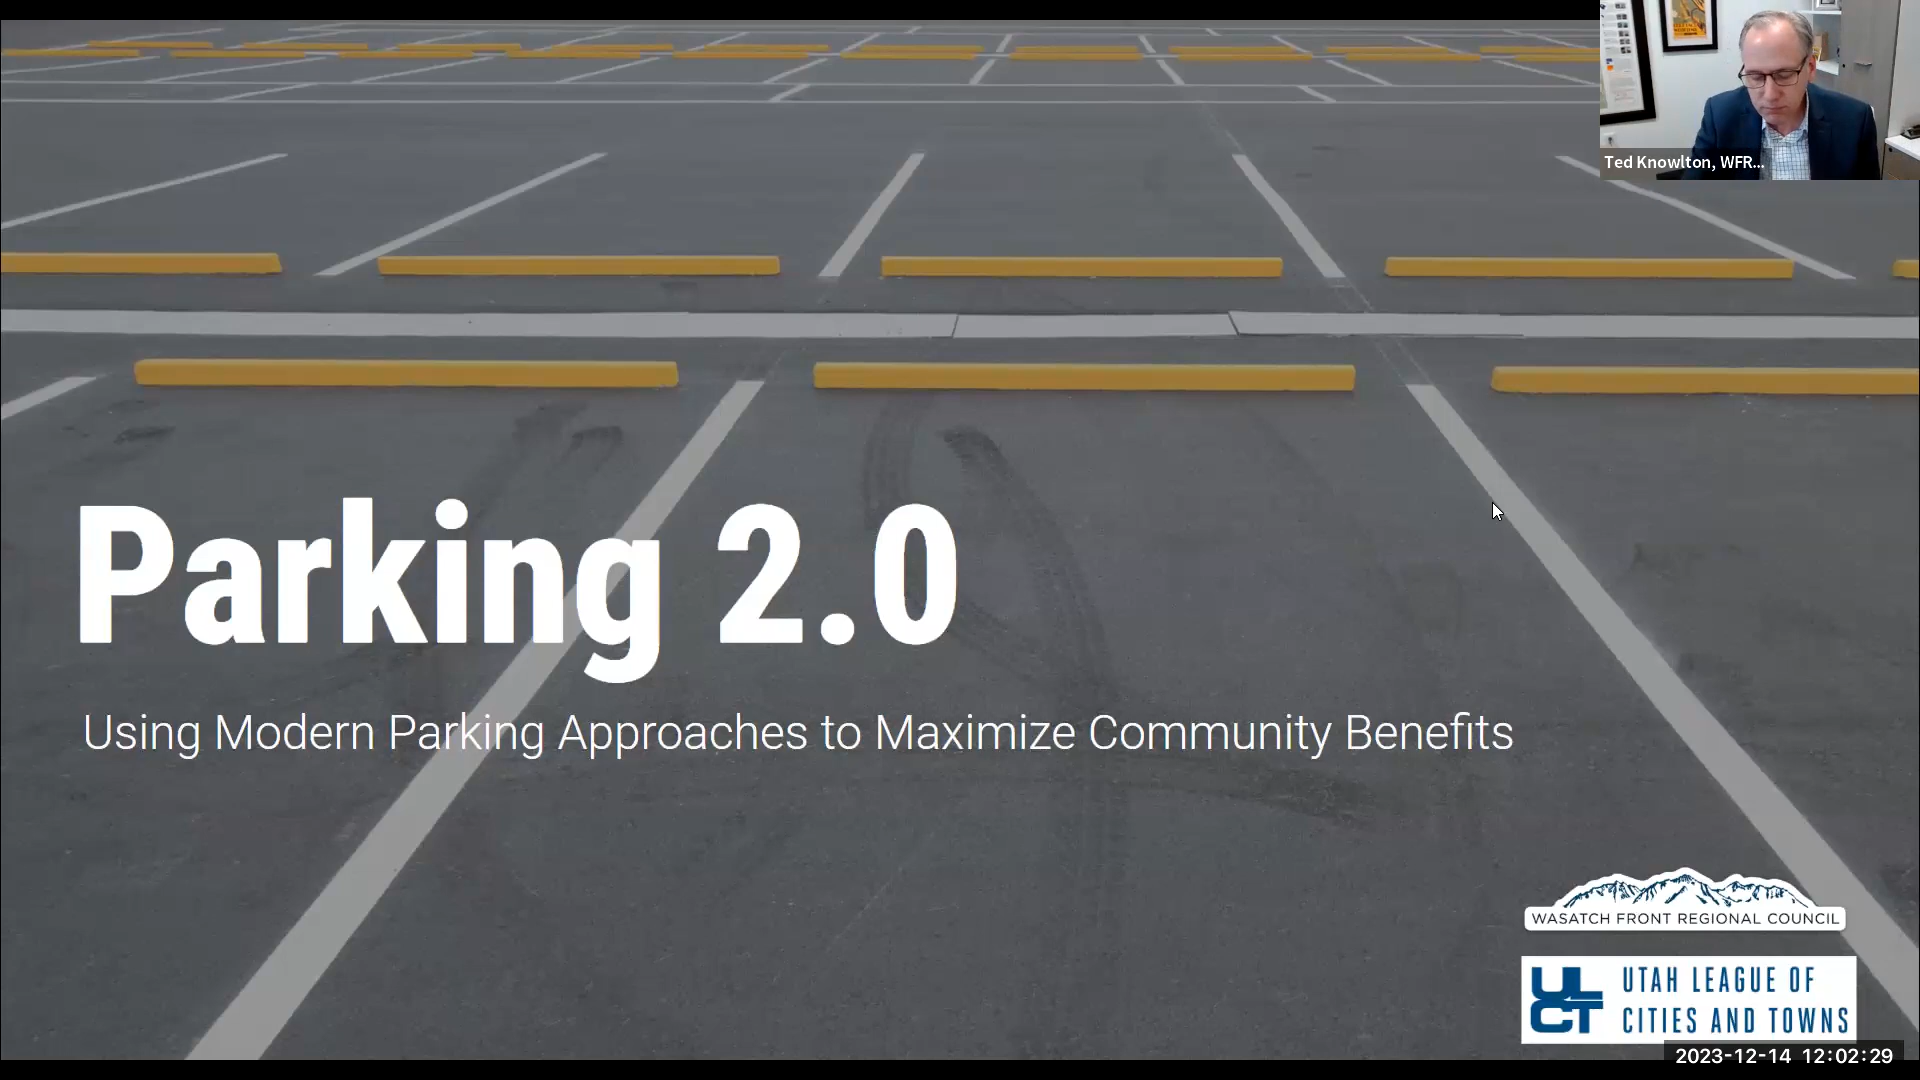 Ted Knowlton, WFR...
Parking 2.0
Using Modern Parking Approaches to Maximize Community Benefits
WASATCH FRONT REGIONAL COUNCIL
ULCT
UTAH LEAGUE OF
CITIES AND TOWNS
2023-12-14 12:02:29